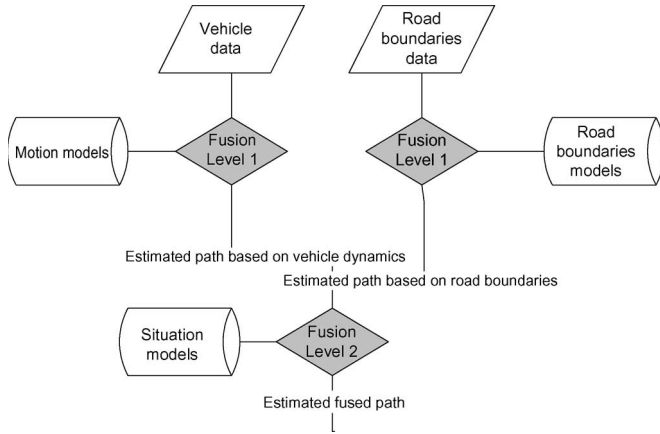 Vehicle
data
Road
boundaries
data
Motion models
Fusion
Level 1
Fusion
Level 1
Road
boundaries
models
Estimated path based on vehicle dynamics
Estimated path based on road boundaries
Situation
models
Fusion
Level 2
Estimated fused path